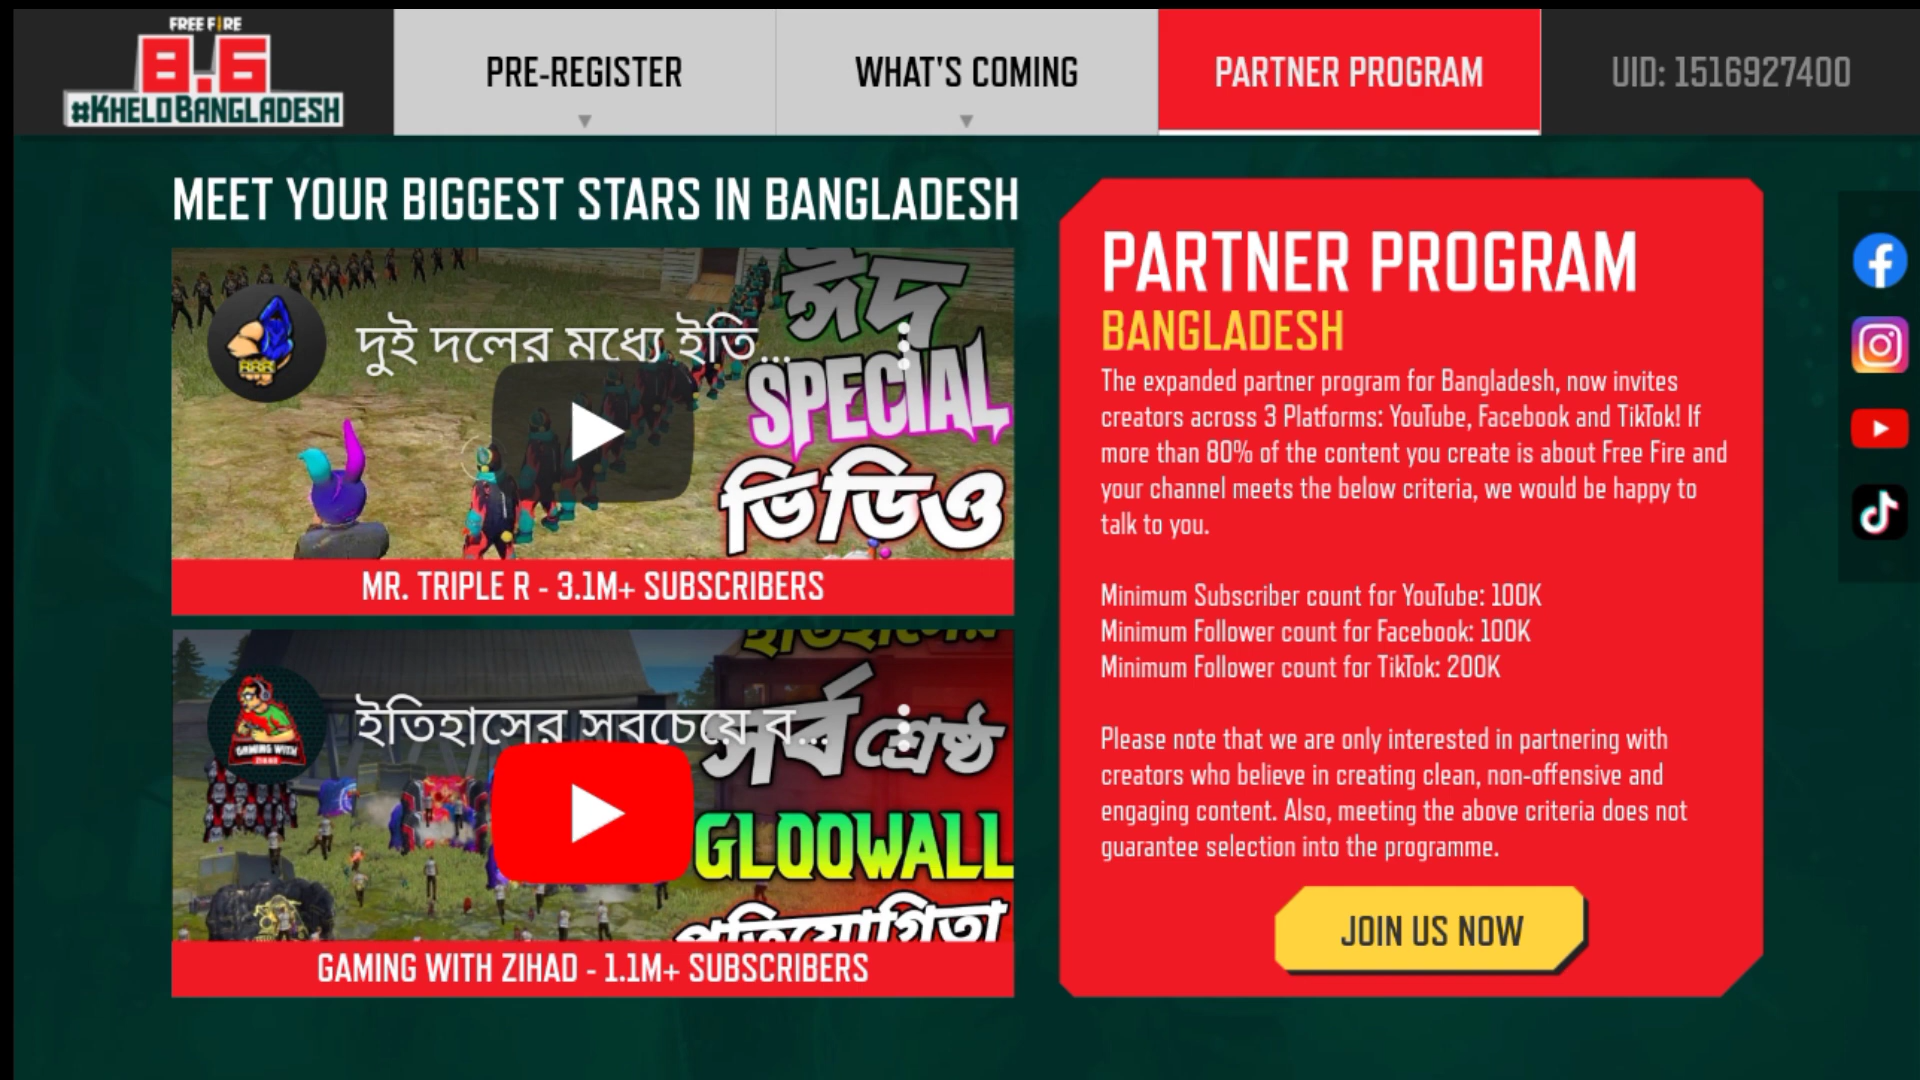 FREE FIRE
8.6
#KHELO BANGLADESH
PRE-REGISTER
WHAT'S COMING
PARTNER PROGRAM
UID: 1516927400
MEET YOUR BIGGEST STARS IN BANGLADESH
দুই দলের মধ্যে ইতি...
ঈদ
SPECIAL
ভিডিও
MR. TRIPLE R - 3.1M+ SUBSCRIBERS
ইতিহাসের
ইতিহাসের সবচেয়ে ব...
সর্ব শ্রেষ্ঠ
GAMING WITH
ZIHAD
GLOOWALL
প্রতিযোগিতা
GAMING WITH ZIHAD - 1.1M+ SUBSCRIBERS
PARTNER PROGRAM
BANGLADESH
The expanded partner program for Bangladesh, now invites
creators across 3 Platforms: YouTube, Facebook and TikTok! If
more than 80% of the content you create is about Free Fire and
your channel meets the below criteria, we would be happy to
talk to you.
Minimum Subscriber count for YouTube: 100K
Minimum Follower count for Facebook: 100K
Minimum Follower count for TikTok: 200K
Please note that we are only interested in partnering with
creators who believe in creating clean, non-offensive and
engaging content. Also, meeting the above criteria does not
guarantee selection into the programme.
JOIN US NOW